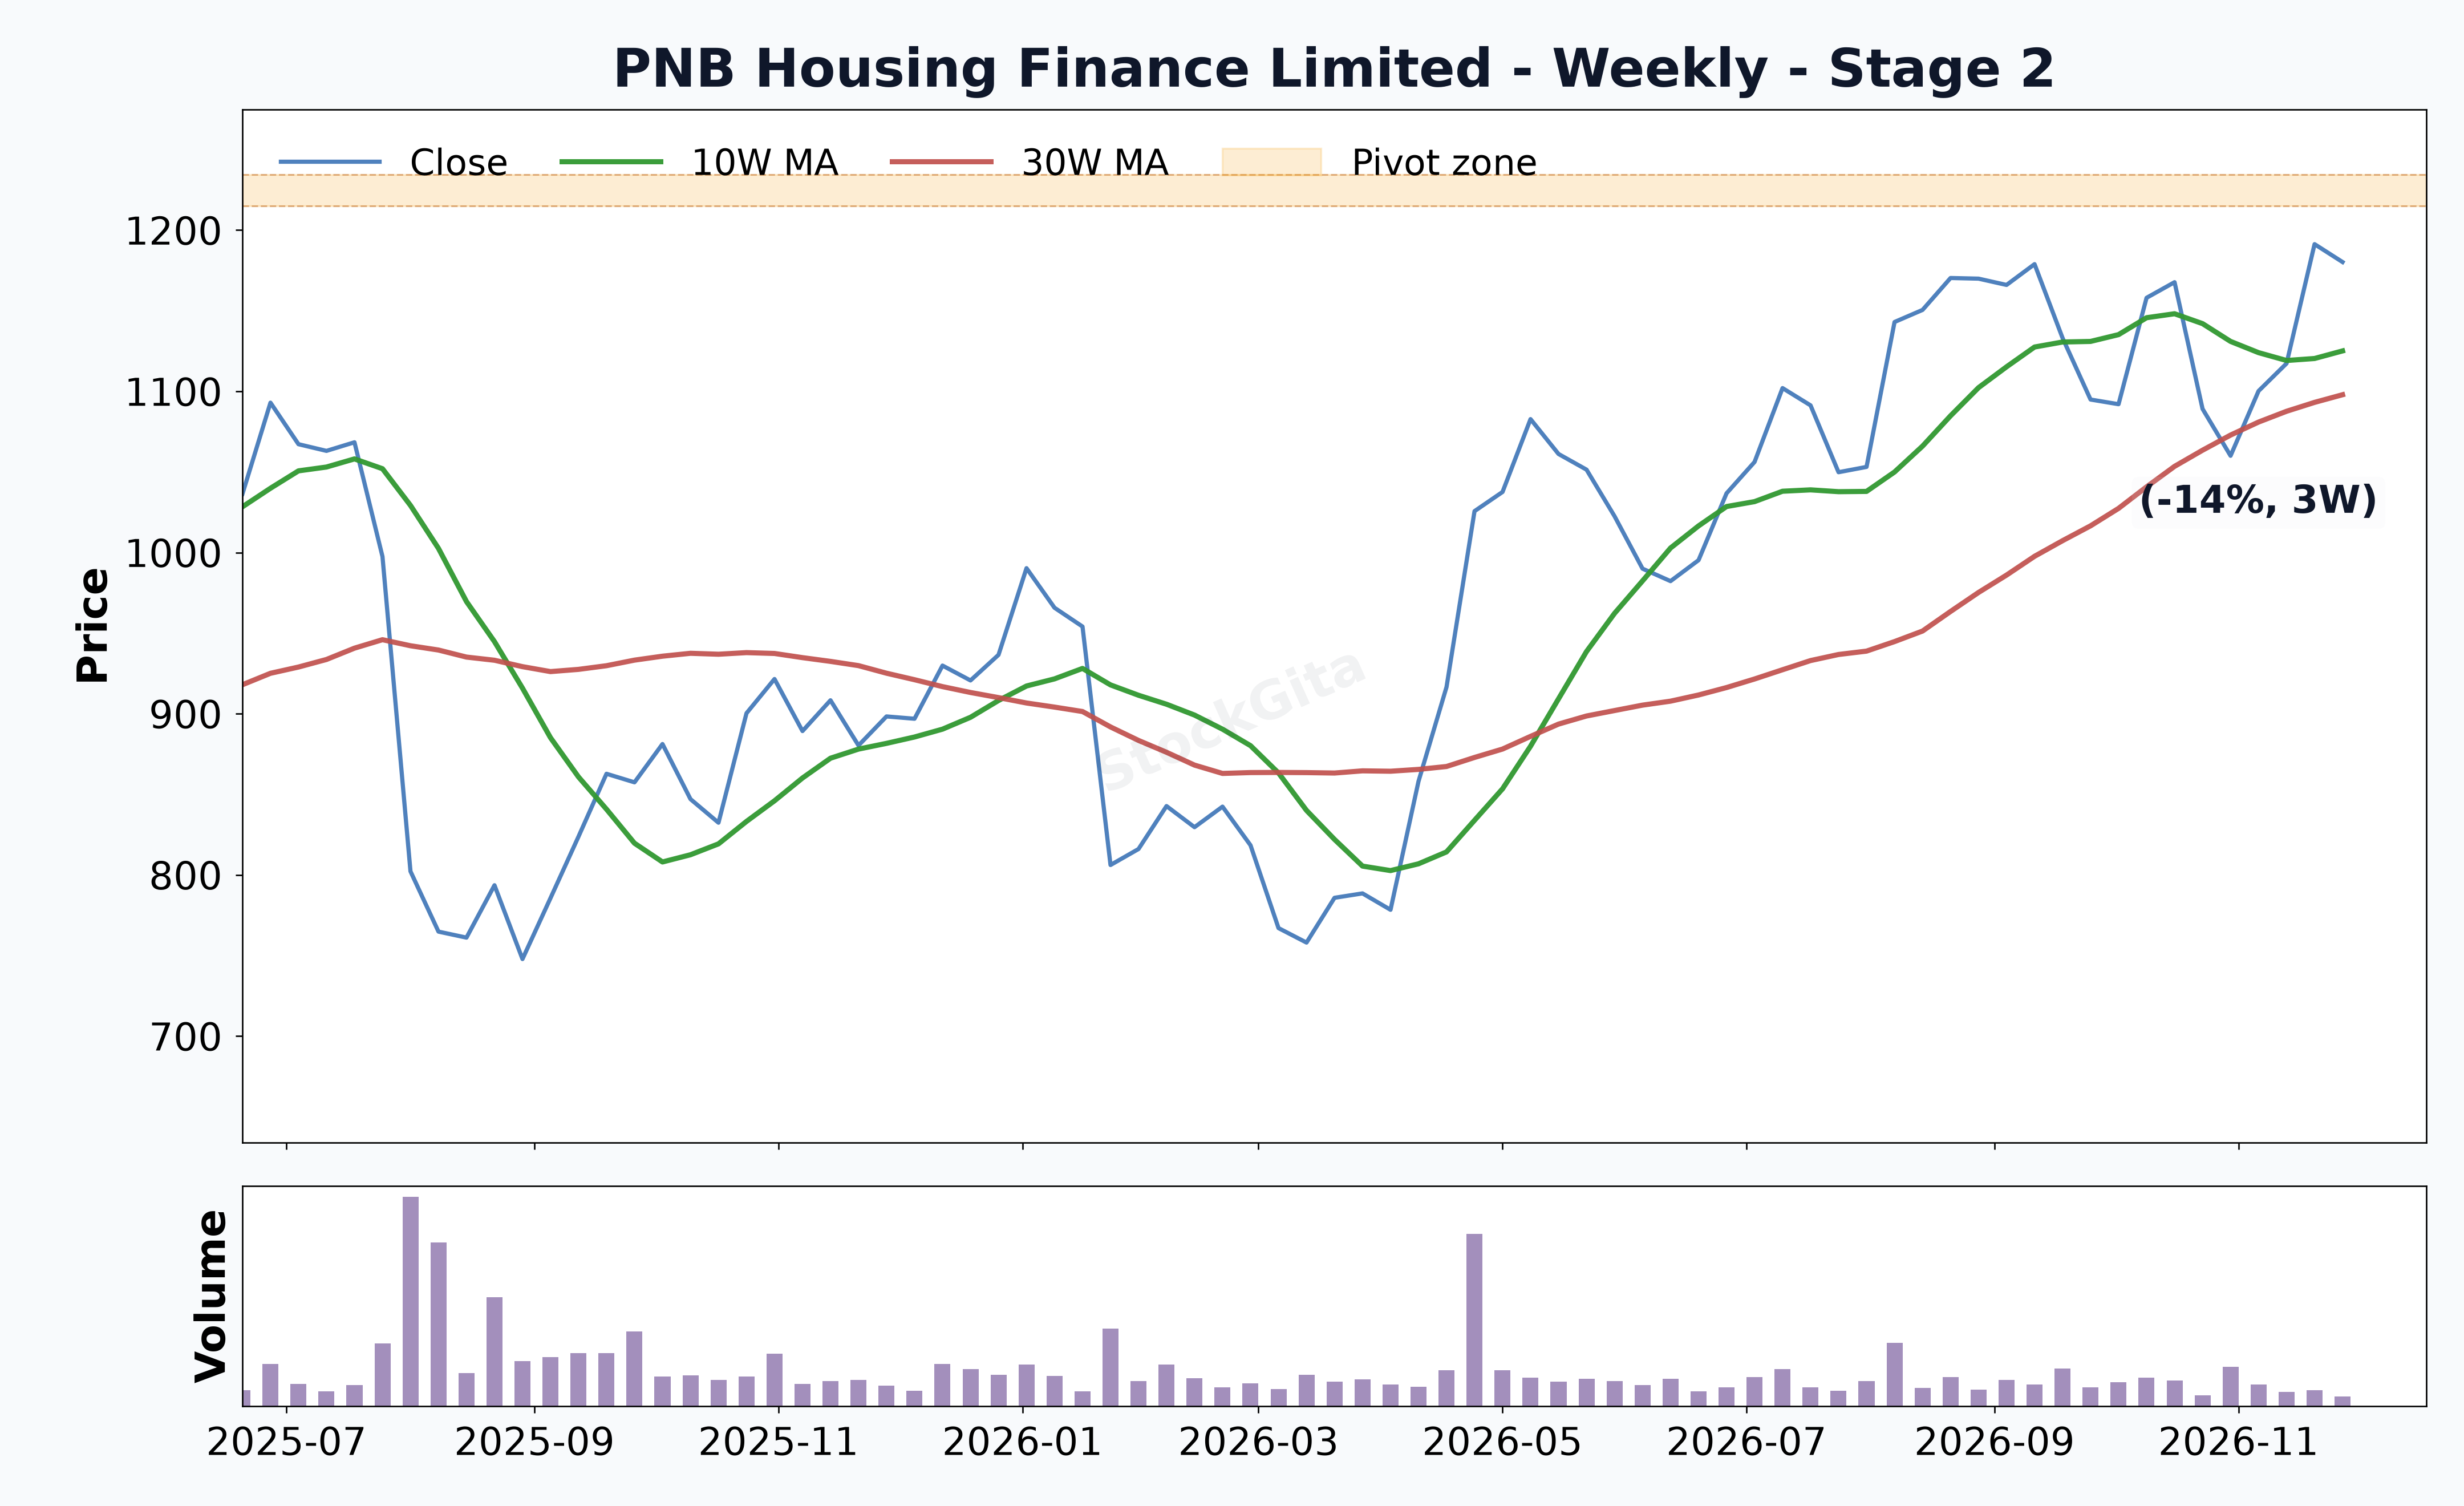 PNB Housing Finance Limited - Weekly - Stage 2
Close 10W MA 30W MA Pivot zone
1200
1100
1000
900
800
700
Price
(-14%, 3W)
StockGita
Volume
2025-07 2025-09 2025-11 2026-01 2026-03 2026-05 2026-07 2026-09 2026-11